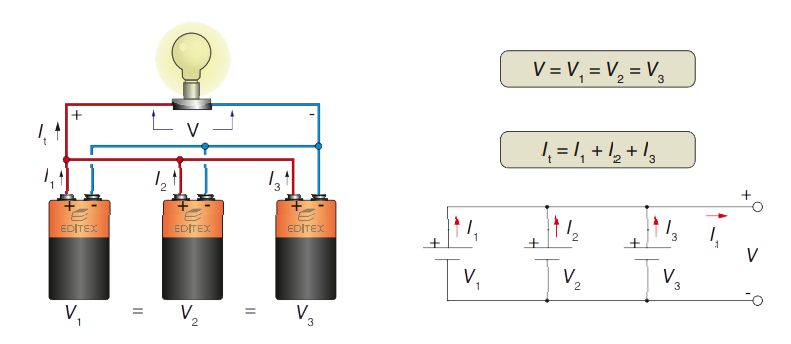 + -
V
Iₜ
I₁ I₂ I₃
+ - + - + -
EDITEX EDITEX EDITEX
V₁ = V₂ = V₃
V = V₁ = V₂ = V₃
Iₜ = I₁ + I₂ + I₃
+
I₁ I₂ I₃ Iₜ
+ + + V
V₁ V₂ V₃
-